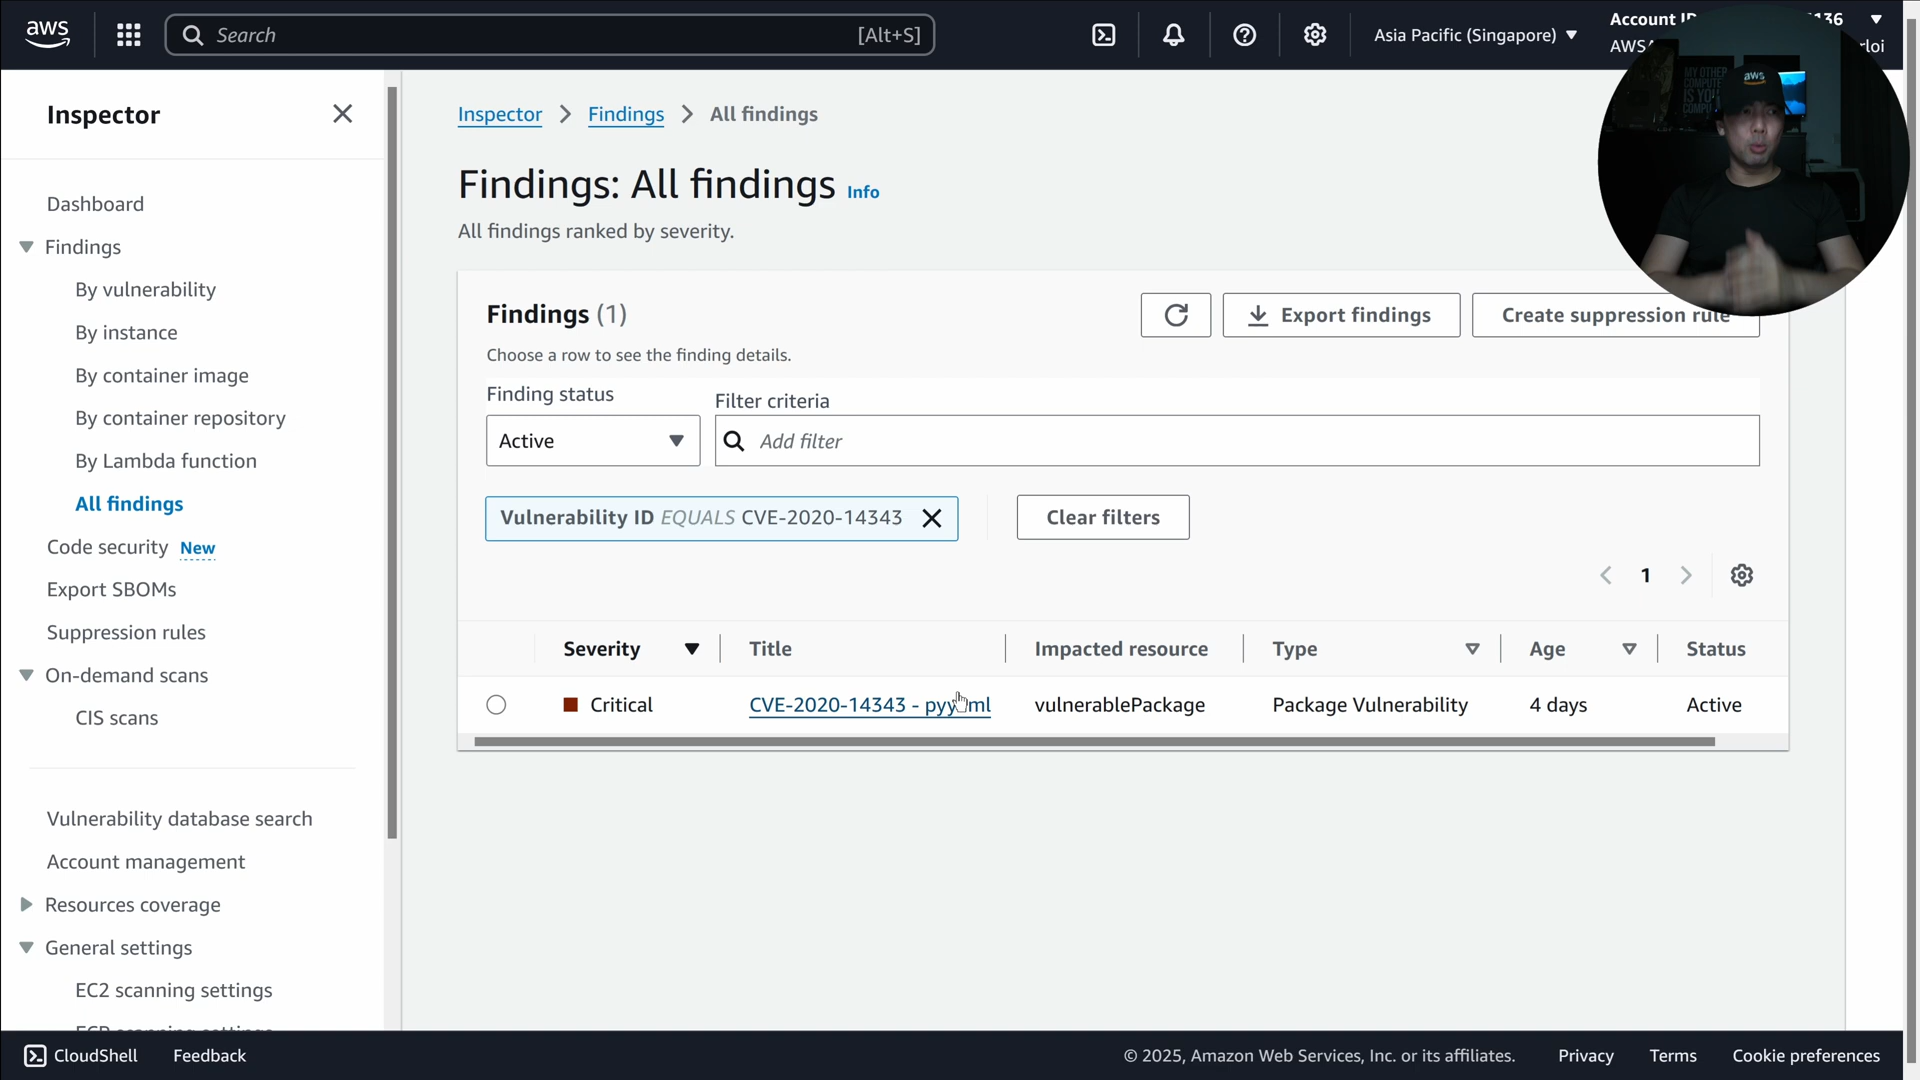 aws
Search
[Alt+S]
Asia Pacific (Singapore)
Inspector
Dashboard
Findings
By vulnerability
By instance
By container image
By container repository
By Lambda function
All findings
Code security New
Export SBOMs
Suppression rules
On-demand scans
CIS scans
Vulnerability database search
Account management
Resources coverage
General settings
EC2 scanning settings
Inspector > Findings > All findings
Findings: All findings Info
All findings ranked by severity.
Findings (1)
Choose a row to see the finding details.
Export findings
Create suppression rule
Finding status
Active
Filter criteria
Add filter
Vulnerability ID EQUALS CVE-2020-14343
Clear filters
1
Severity Title Impacted resource Type Age Status
Critical CVE-2020-14343 - pyyaml vulnerablePackage Package Vulnerability 4 days Active
aws
MY OTHER
IS YOU
CloudShell Feedback
© 2025, Amazon Web Services, Inc. or its affiliates. Privacy Terms Cookie preferences